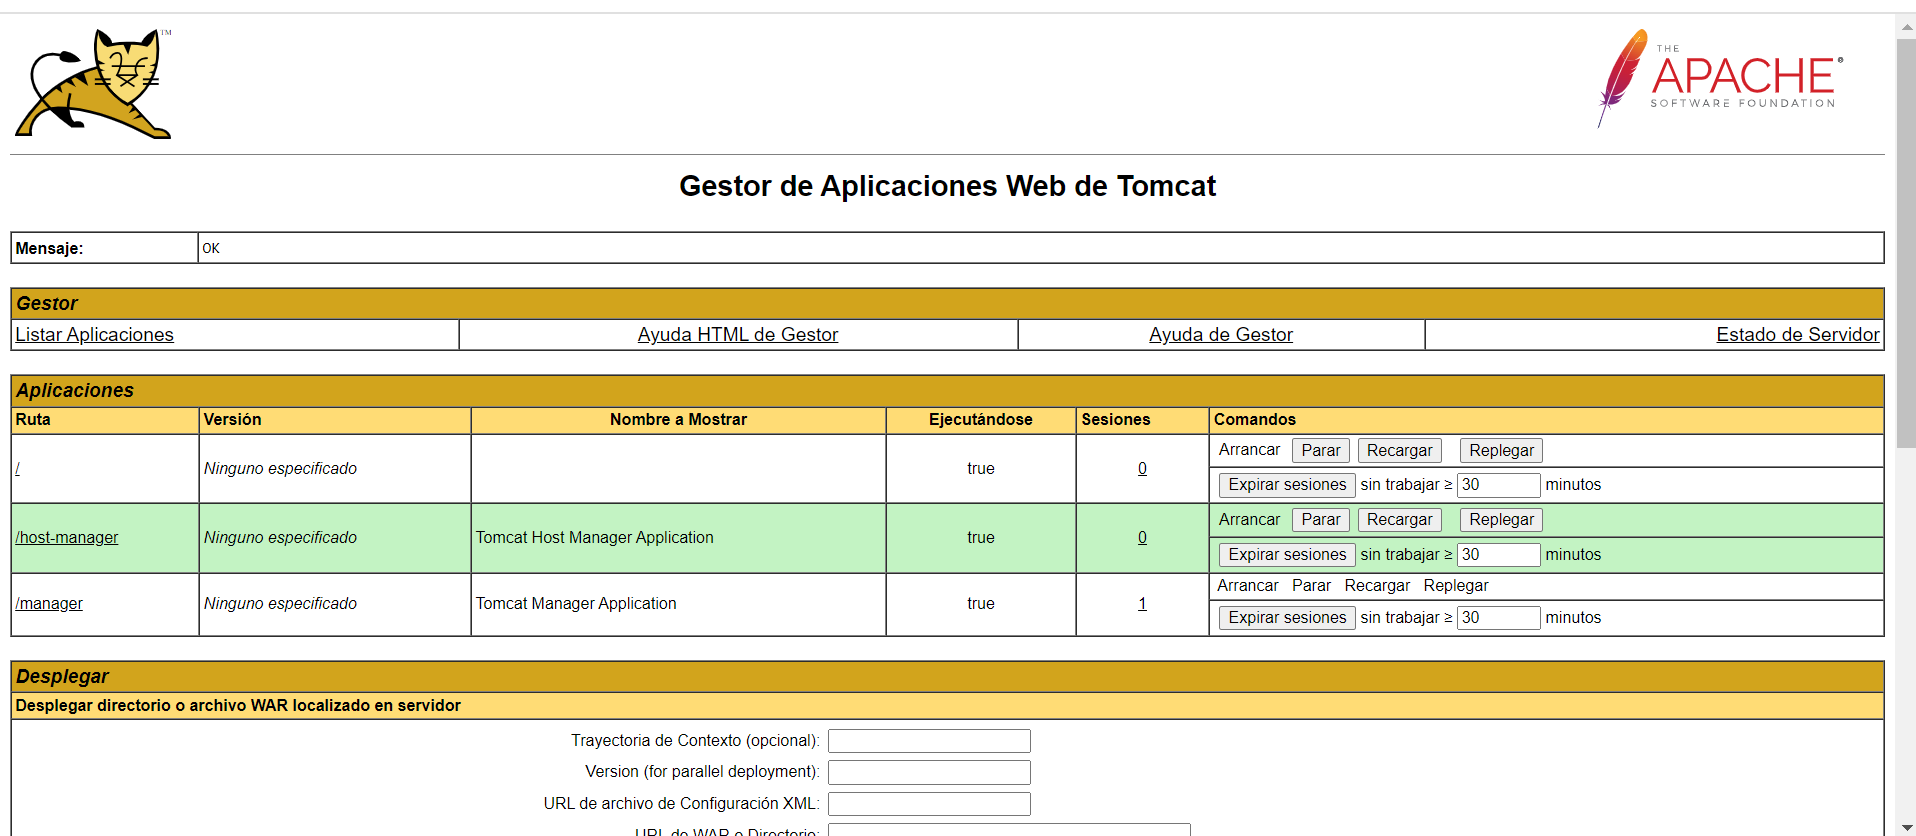 TM
THE
APACHE®
SOFTWARE FOUNDATION
Gestor de Aplicaciones Web de Tomcat
Mensaje: OK
Gestor
Listar Aplicaciones Ayuda HTML de Gestor Ayuda de Gestor Estado de Servidor
Aplicaciones
Ruta Versión Nombre a Mostrar Ejecutándose Sesiones Comandos
/ Ninguno especificado true 0 Arrancar Parar Recargar Replegar
Expirar sesiones sin trabajar ≥ 30 minutos
/host-manager Ninguno especificado Tomcat Host Manager Application true 0 Arrancar Parar Recargar Replegar
Expirar sesiones sin trabajar ≥ 30 minutos
/manager Ninguno especificado Tomcat Manager Application true 1 Arrancar Parar Recargar Replegar
Expirar sesiones sin trabajar ≥ 30 minutos
Desplegar
Desplegar directorio o archivo WAR localizado en servidor
Trayectoria de Contexto (opcional):
Version (for parallel deployment):
URL de archivo de Configuración XML:
URL de WAR o Directorio: